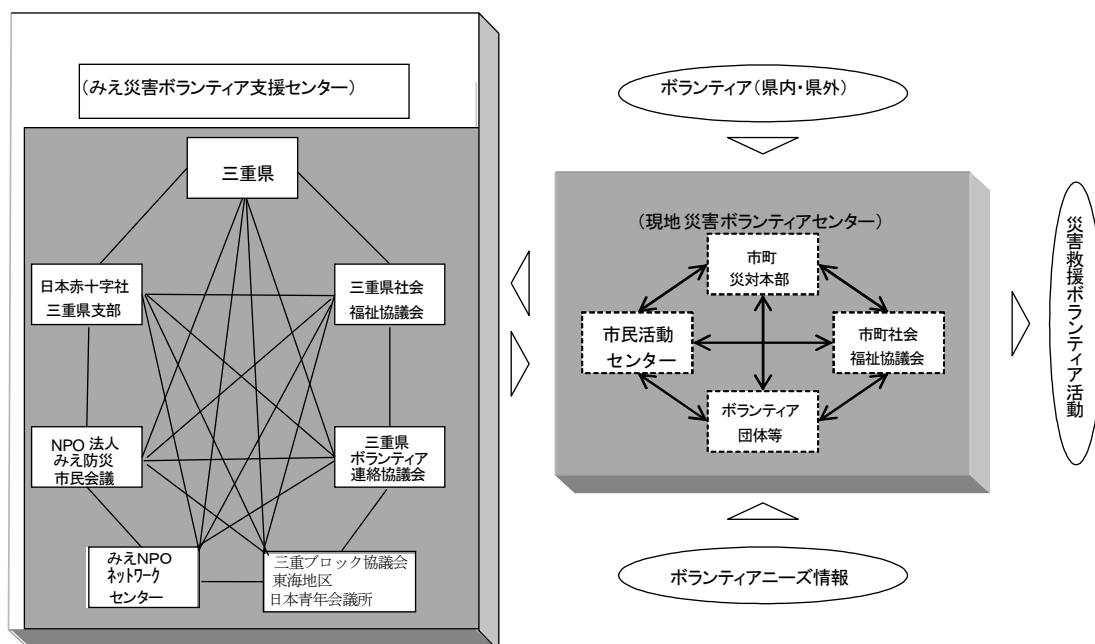 (みえ災害ボランティア支援センター)
三重県
日本赤十字社
三重県支部
三重県社会
福祉協議会
NPO 法人
みえ防災
市民会議
三重県
ボランティア
連絡協議会
みえNPO
ネットワーク
センター
三重ブロック協議会
東海地区
日本青年会議所
ボランティア(県内・県外)
(現地 災害ボランティアセンター)
市町
災対本部
市民活動
センター
市町社会
福祉協議会
ボランティア
団体等
ボランティアニーズ情報
災害救援ボランティア活動